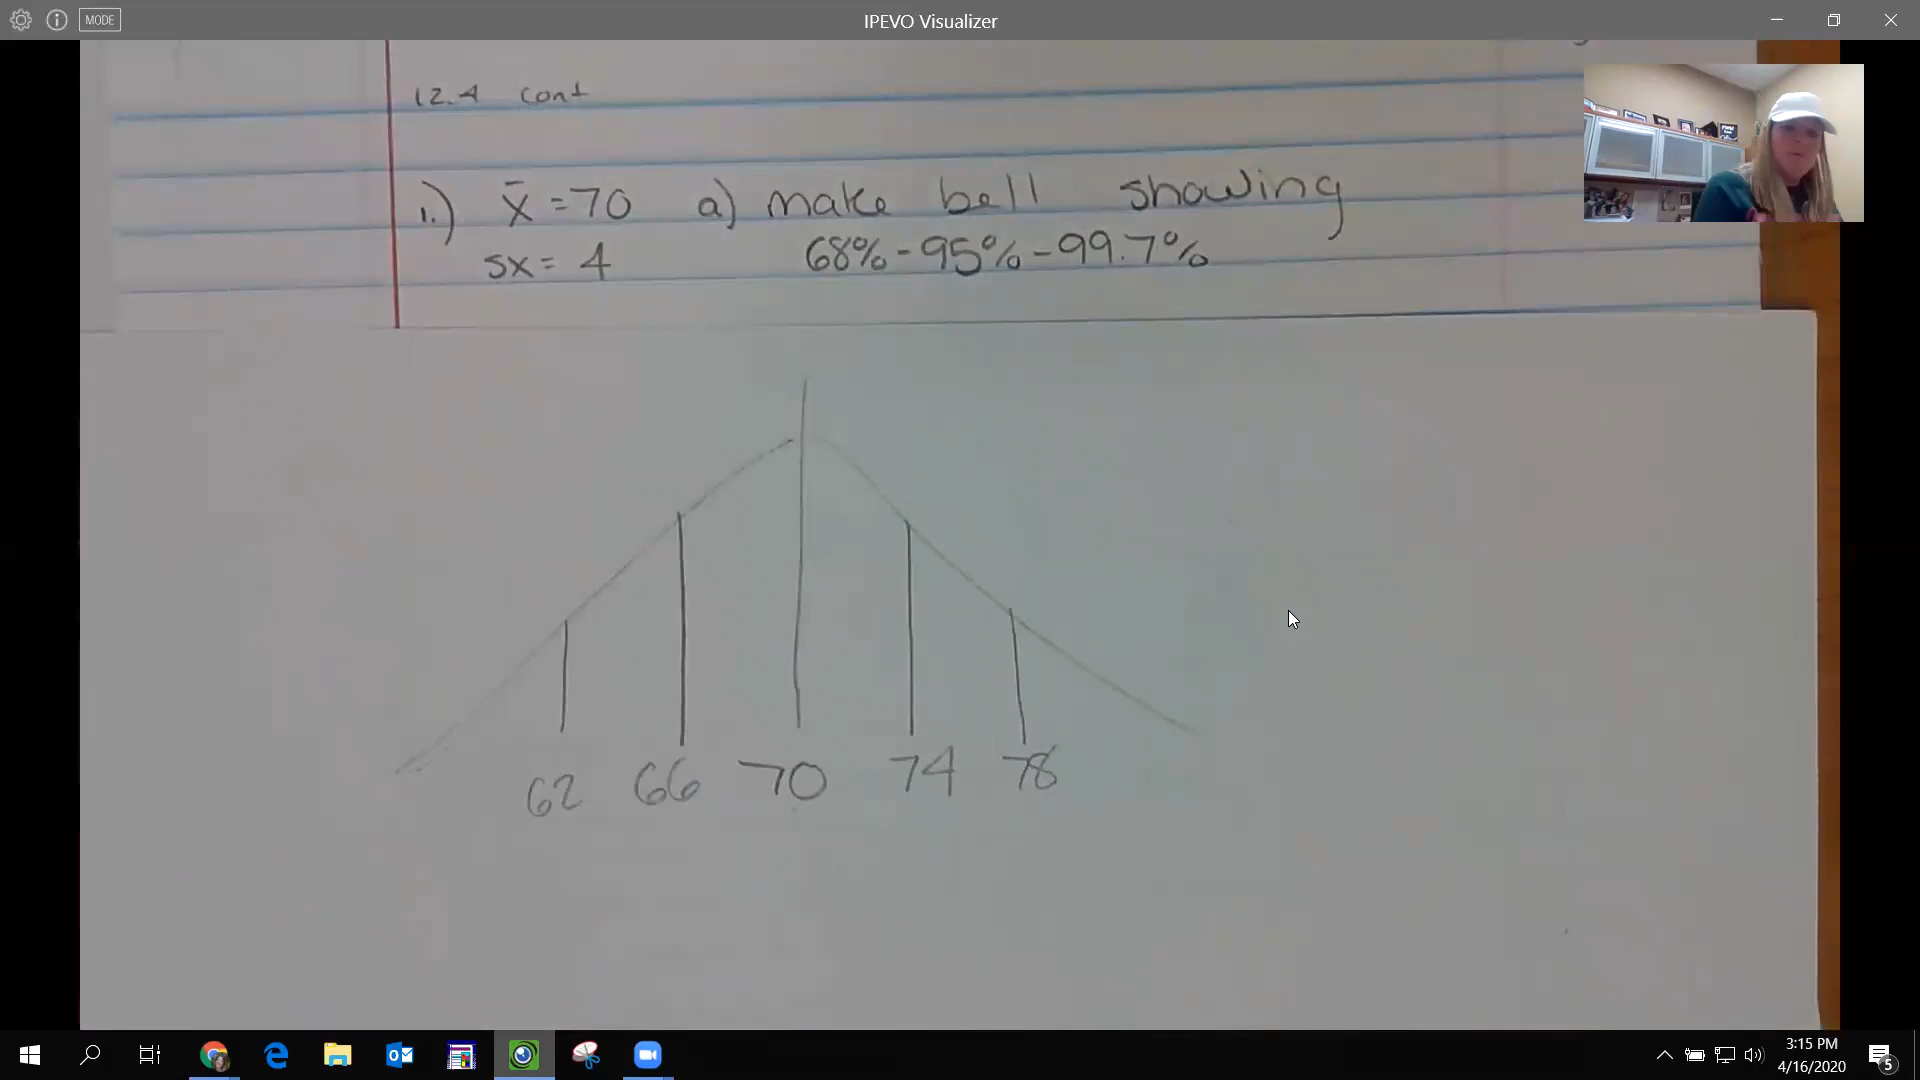 MODE
IPEVO Visualizer
12.4 cont
1.) x̄ = 70 a) make bell showing
sx = 4 68% - 95% - 99.7%
62 66 70 74 78
3:15 PM
4/16/2020
5